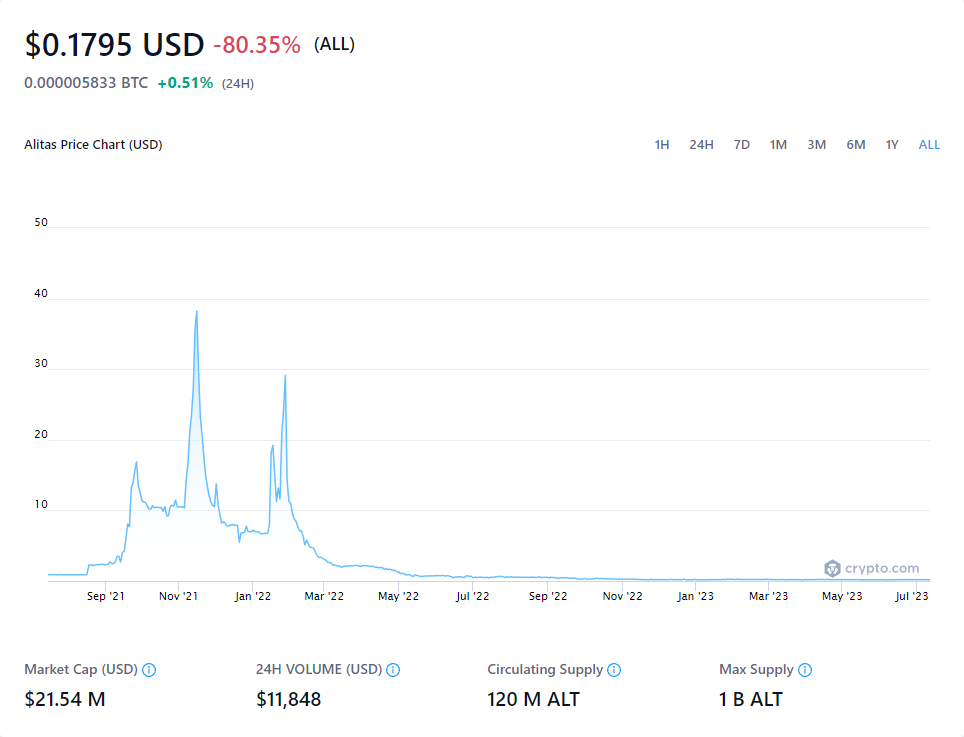 $0.1795 USD -80.35% (ALL)
0.000005833 BTC +0.51% (24H)
Alitas Price Chart (USD) 1H 24H 7D 1M 3M 6M 1Y ALL
50
40
30
20
10
crypto.com
Sep '21 Nov '21 Jan '22 Mar '22 May '22 Jul '22 Sep '22 Nov '22 Jan '23 Mar '23 May '23 Jul '23
Market Cap (USD) 24H VOLUME (USD) Circulating Supply Max Supply
$21.54 M $11,848 120 M ALT 1 B ALT